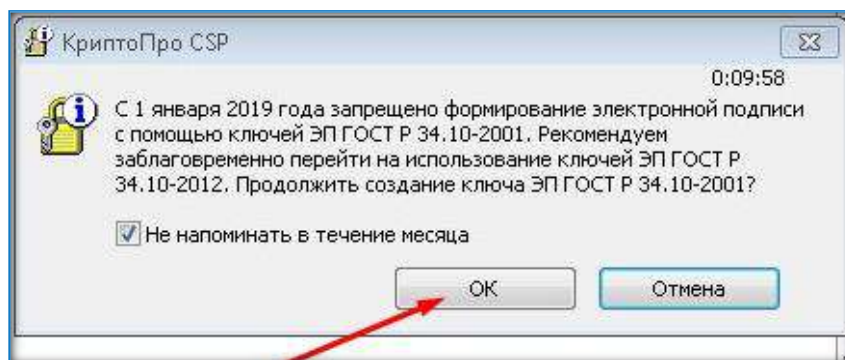 КриптоПро CSP
0:09:58
С 1 января 2019 года запрещено формирование электронной подписи
с помощью ключей ЭП ГОСТ Р 34.10-2001. Рекомендуем
заблаговременно перейти на использование ключей ЭП ГОСТ Р
34.10-2012. Продолжить создание ключа ЭП ГОСТ Р 34.10-2001?
Не напоминать в течение месяца
ОК
Отмена